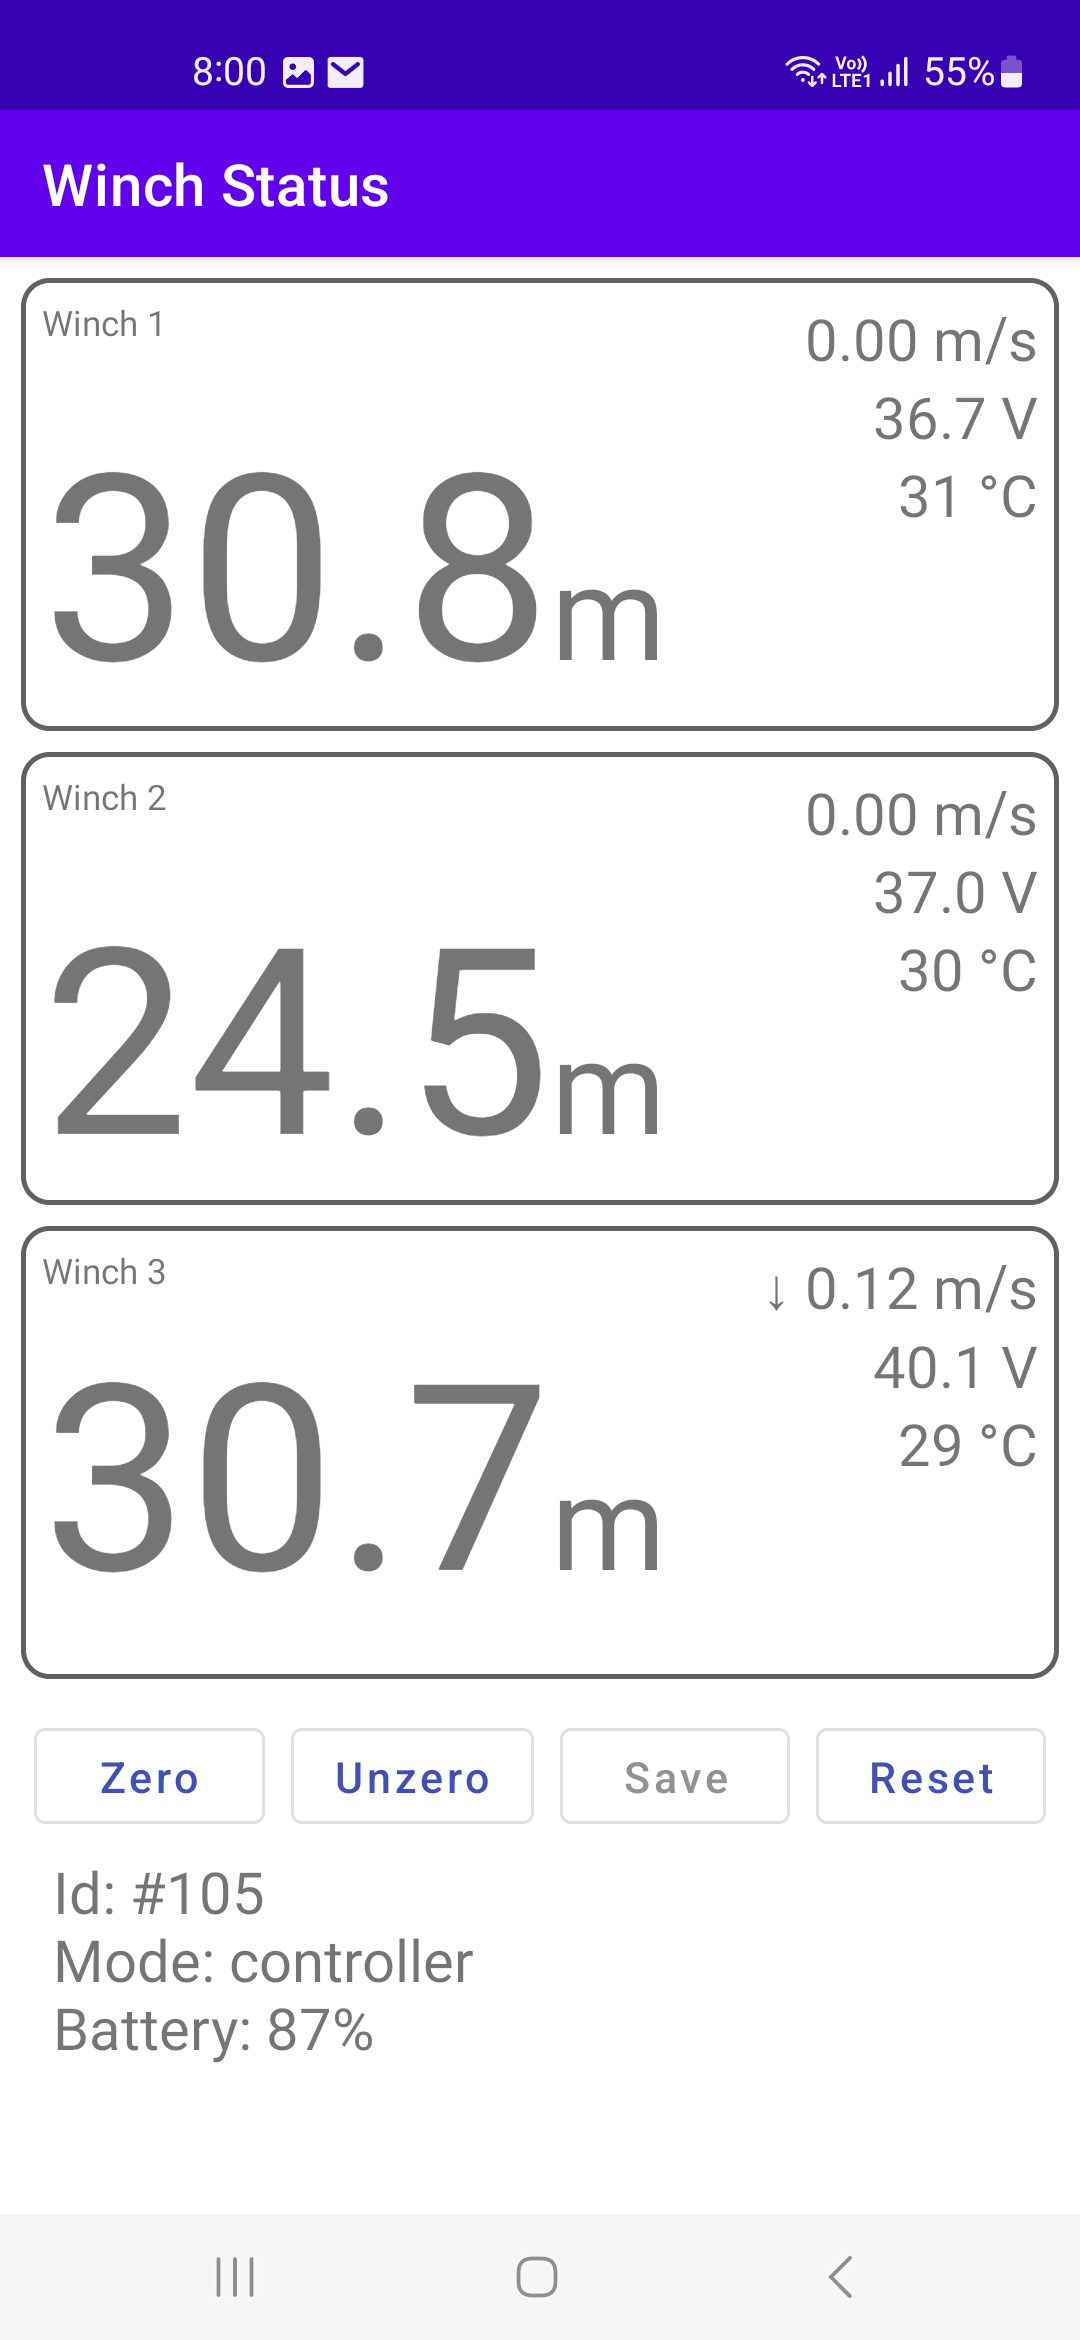 8:00 Vo)) LTE1 55%
Winch Status
Winch 1
0.00 m/s
36.7 V
31 °C
30.8m
Winch 2
0.00 m/s
37.0 V
30 °C
24.5m
Winch 3
↓ 0.12 m/s
40.1 V
29 °C
30.7m
Zero Unzero Save Reset
Id: #105
Mode: controller
Battery: 87%